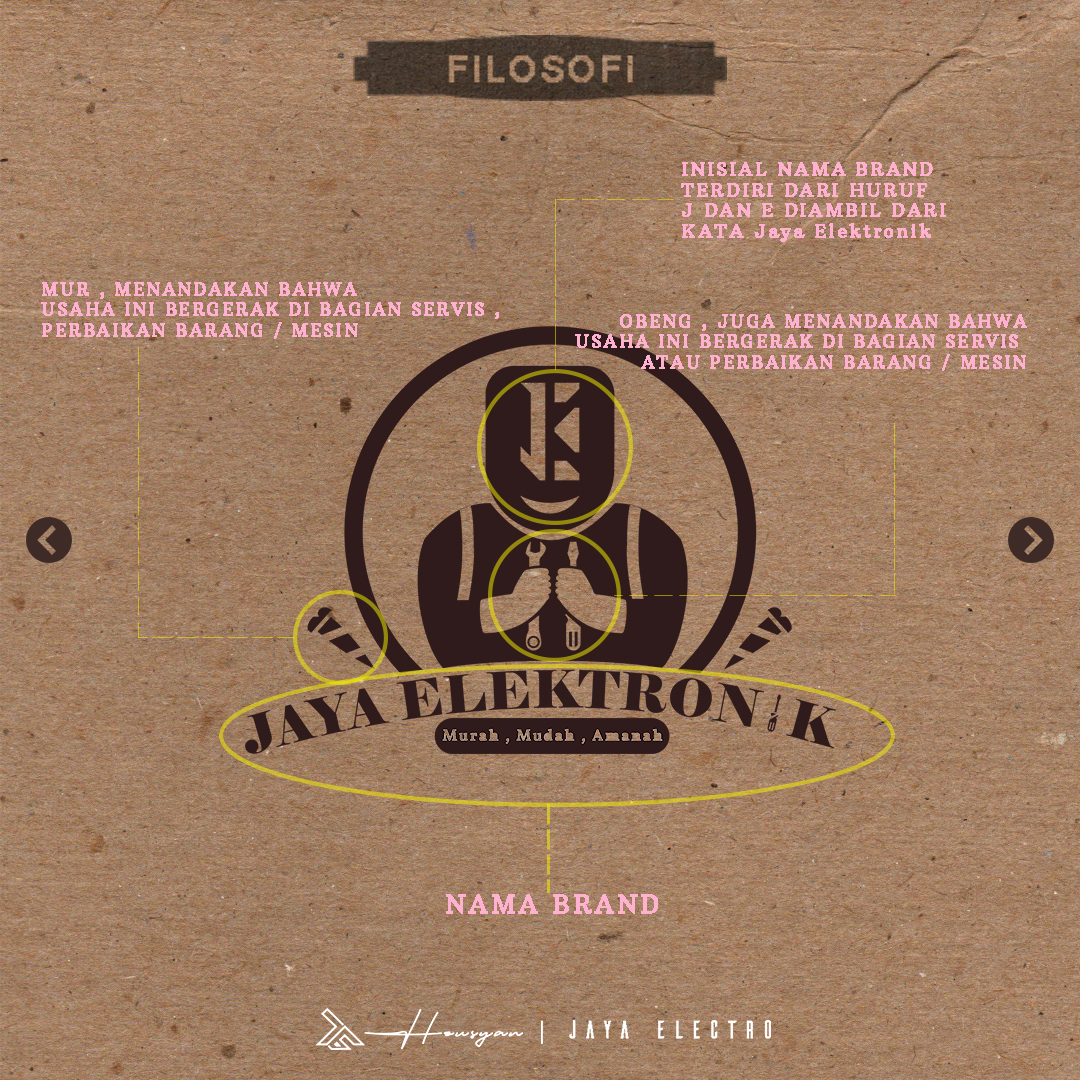 FILOSOFI
INISIAL NAMA BRAND
TERDIRI DARI HURUF
J DAN E DIAMBIL DARI
KATA Jaya Elektronik
MUR , MENANDAKAN BAHWA
USAHA INI BERGERAK DI BAGIAN SERVIS ,
PERBAIKAN BARANG / MESIN
OBENG , JUGA MENANDAKAN BAHWA
USAHA INI BERGERAK DI BAGIAN SERVIS
ATAU PERBAIKAN BARANG / MESIN
JAYA ELEKTRONIK
Murah , Mudah , Amanah
NAMA BRAND
Housyan | JAYA ELECTRO